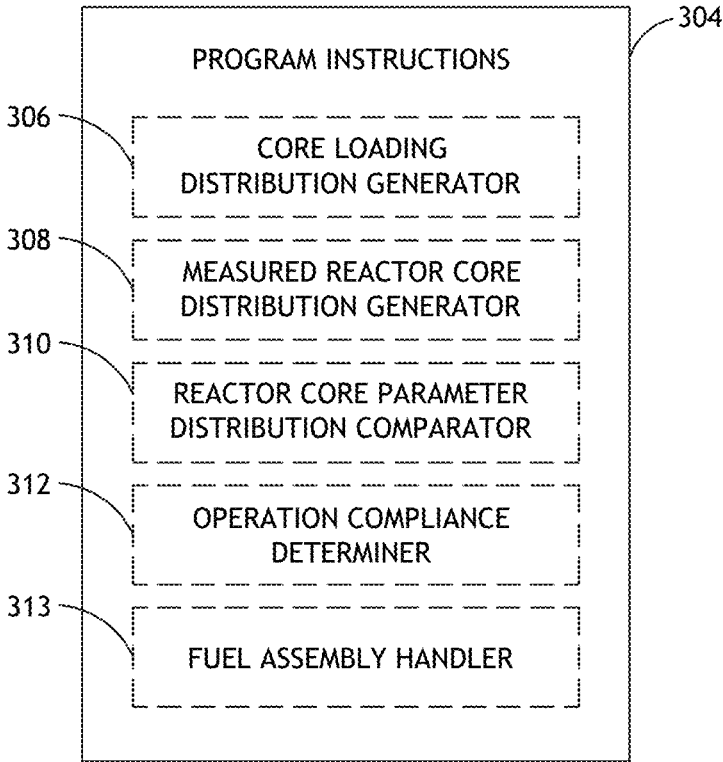 304
PROGRAM INSTRUCTIONS
306
CORE LOADING
DISTRIBUTION GENERATOR
308
MEASURED REACTOR CORE
DISTRIBUTION GENERATOR
310
REACTOR CORE PARAMETER
DISTRIBUTION COMPARATOR
312
OPERATION COMPLIANCE
DETERMINER
313
FUEL ASSEMBLY HANDLER